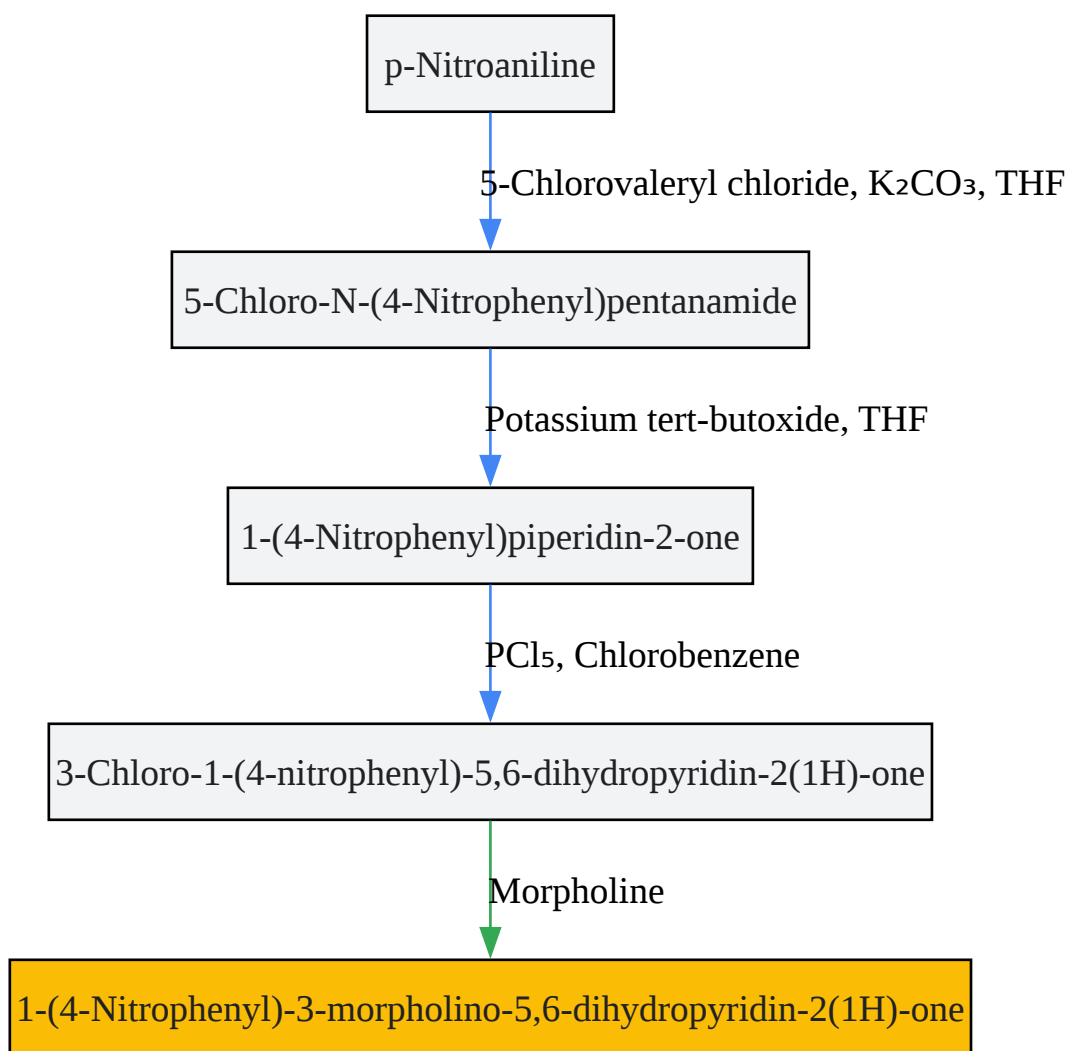 p-Nitroaniline
5-Chlorovaleryl chloride, K₂CO₃, THF
5-Chloro-N-(4-Nitrophenyl)pentanamide
Potassium tert-butoxide, THF
1-(4-Nitrophenyl)piperidin-2-one
PCl₅, Chlorobenzene
3-Chloro-1-(4-nitrophenyl)-5,6-dihydropyridin-2(1H)-one
Morpholine
1-(4-Nitrophenyl)-3-morpholino-5,6-dihydropyridin-2(1H)-one